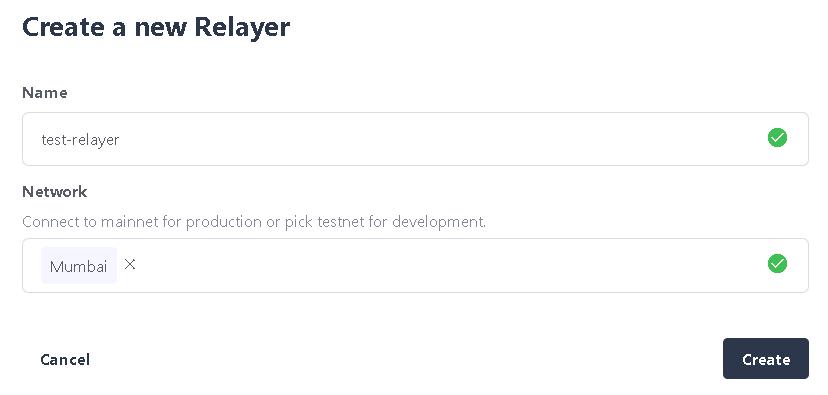 Create a new Relayer
Name
test-relayer
Network
Connect to mainnet for production or pick testnet for development.
Mumbai
Cancel
Create